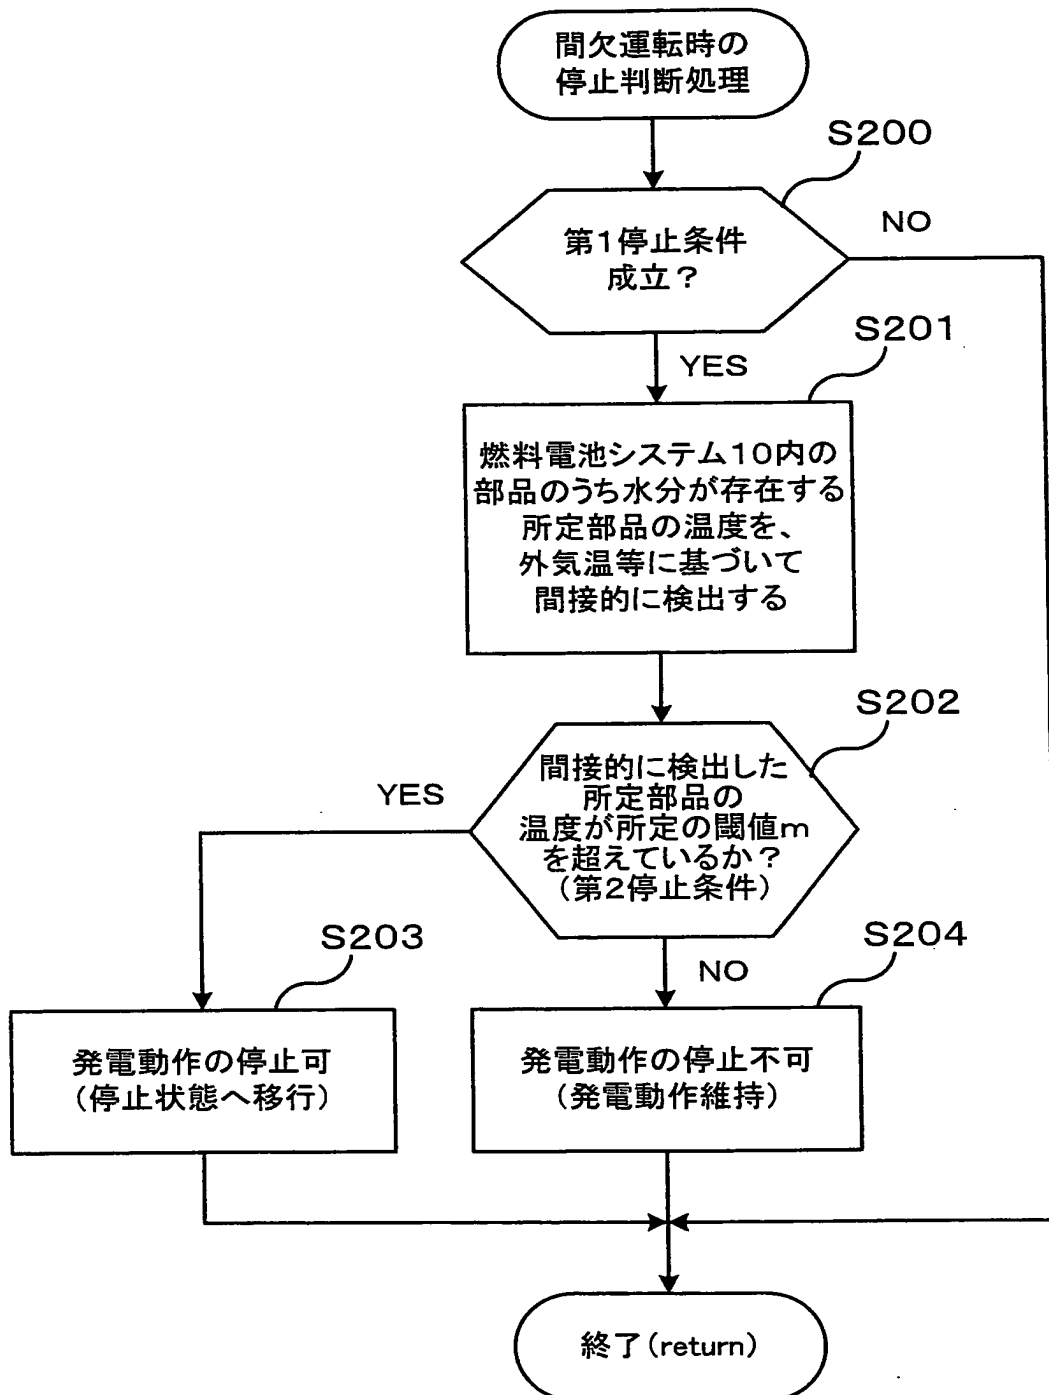 間欠運転時の
停止判断処理
S200
第1停止条件
成立？
NO
YES
S201
燃料電池システム10内の
部品のうち水分が存在する
所定部品の温度を、
外気温等に基づいて
間接的に検出する
S202
間接的に検出した
所定部品の
温度が所定の閾値m
を超えているか？
（第2停止条件）
YES
NO
S203
発電動作の停止可
（停止状態へ移行）
S204
発電動作の停止不可
（発電動作維持）
終了（return）